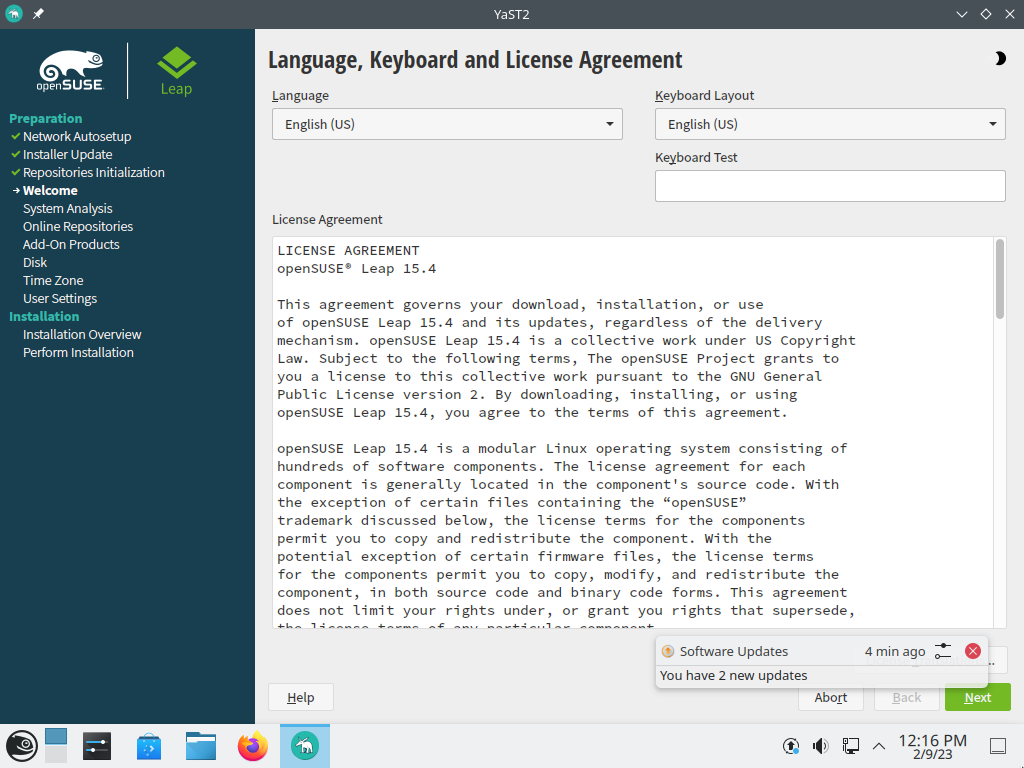 YaST2
openSUSE
Leap
Preparation
Network Autosetup
Installer Update
Repositories Initialization
Welcome
System Analysis
Online Repositories
Add-On Products
Disk
Time Zone
User Settings
Installation
Installation Overview
Perform Installation
Language, Keyboard and License Agreement
Language
Keyboard Layout
English (US)
English (US)
Keyboard Test
License Agreement
LICENSE AGREEMENT
openSUSE® Leap 15.4
This agreement governs your download, installation, or use
of openSUSE Leap 15.4 and its updates, regardless of the delivery
mechanism. openSUSE Leap 15.4 is a collective work under US Copyright
Law. Subject to the following terms, The openSUSE Project grants to
you a license to this collective work pursuant to the GNU General
Public License version 2. By downloading, installing, or using
openSUSE Leap 15.4, you agree to the terms of this agreement.
openSUSE Leap 15.4 is a modular Linux operating system consisting of
hundreds of software components. The license agreement for each
component is generally located in the component's source code. With
the exception of certain files containing the “openSUSE”
trademark discussed below, the license terms for the components
permit you to copy and redistribute the component. With the
potential exception of certain firmware files, the license terms
for the components permit you to copy, modify, and redistribute the
component, in both source code and binary code forms. This agreement
does not limit your rights under, or grant you rights that supersede,
the license terms of any particular component.
Software Updates
4 min ago
You have 2 new updates
Help
Abort
Back
Next
12:16 PM
2/9/23